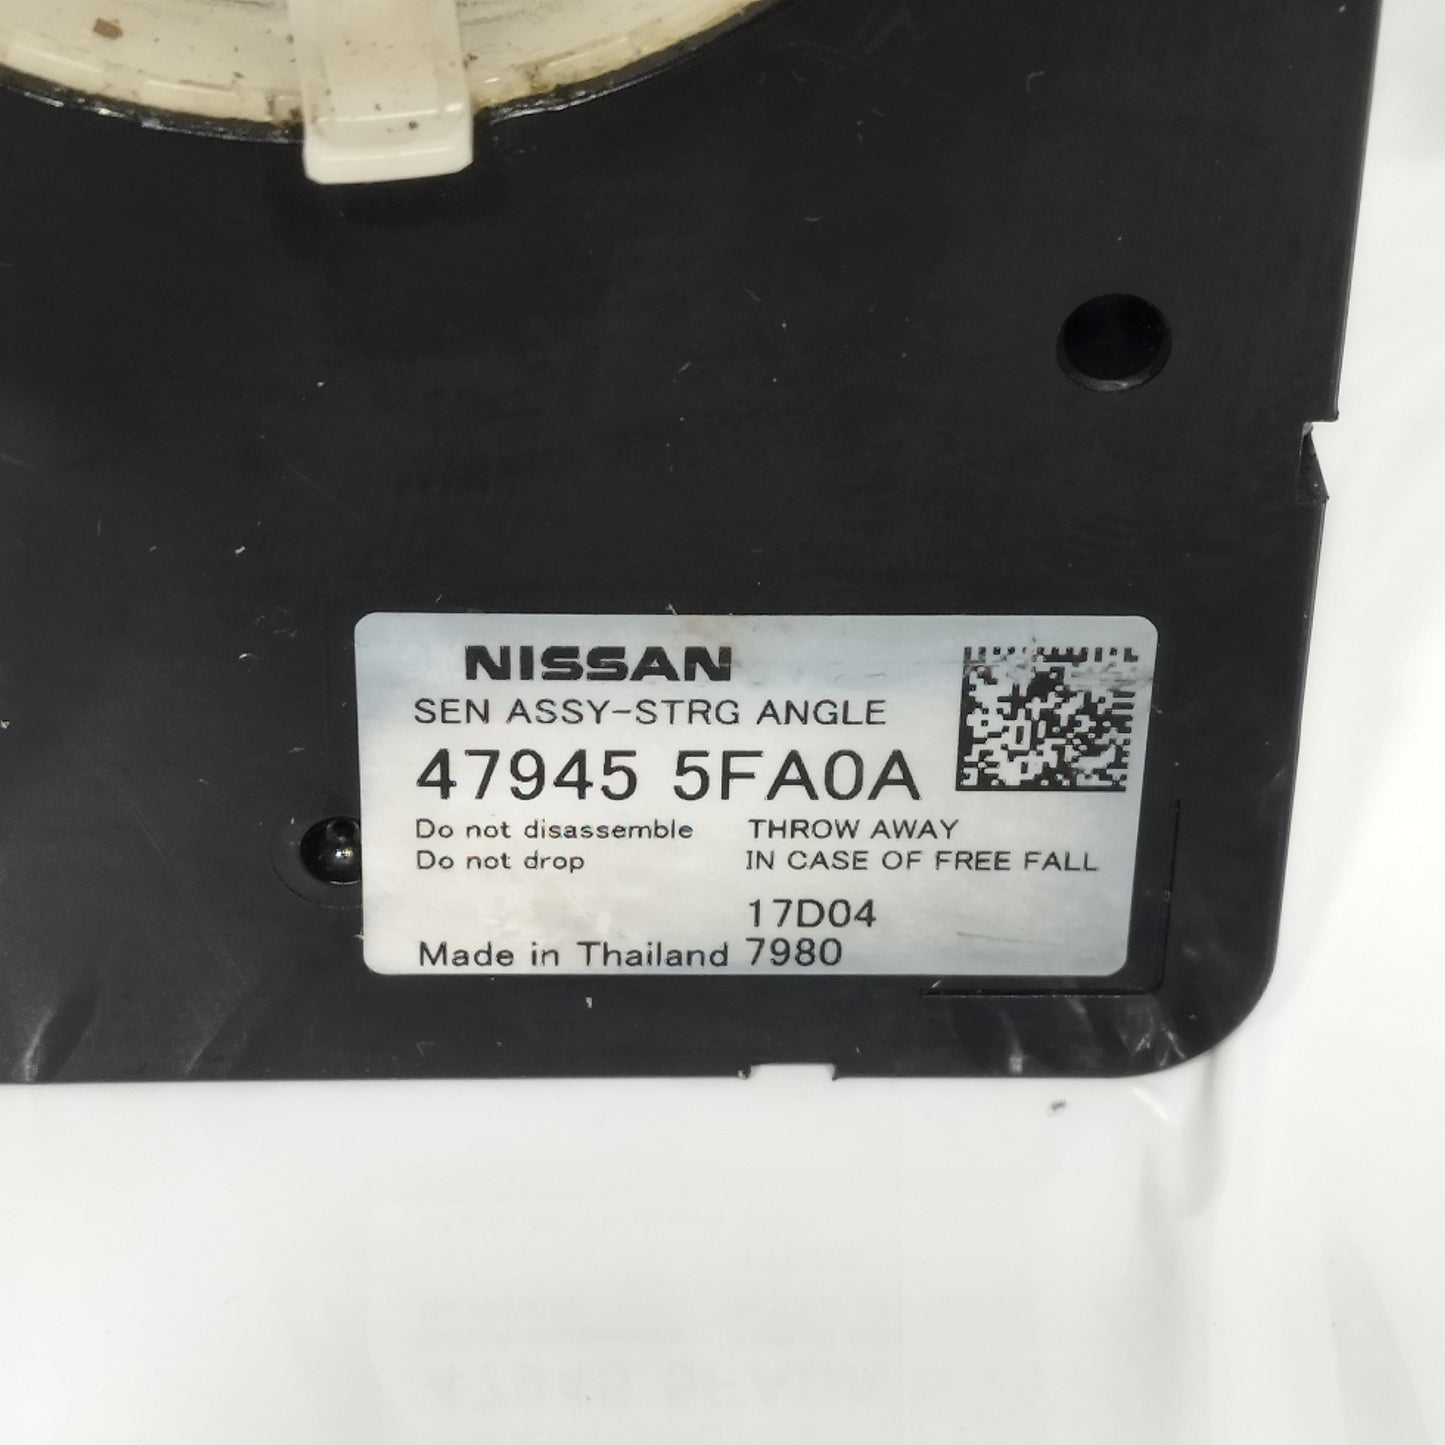 NISSAN
SEN ASSY-STRG ANGLE
47945 5FA0A
Do not disassemble THROW AWAY
Do not drop IN CASE OF FREE FALL
17D04
Made in Thailand 7980